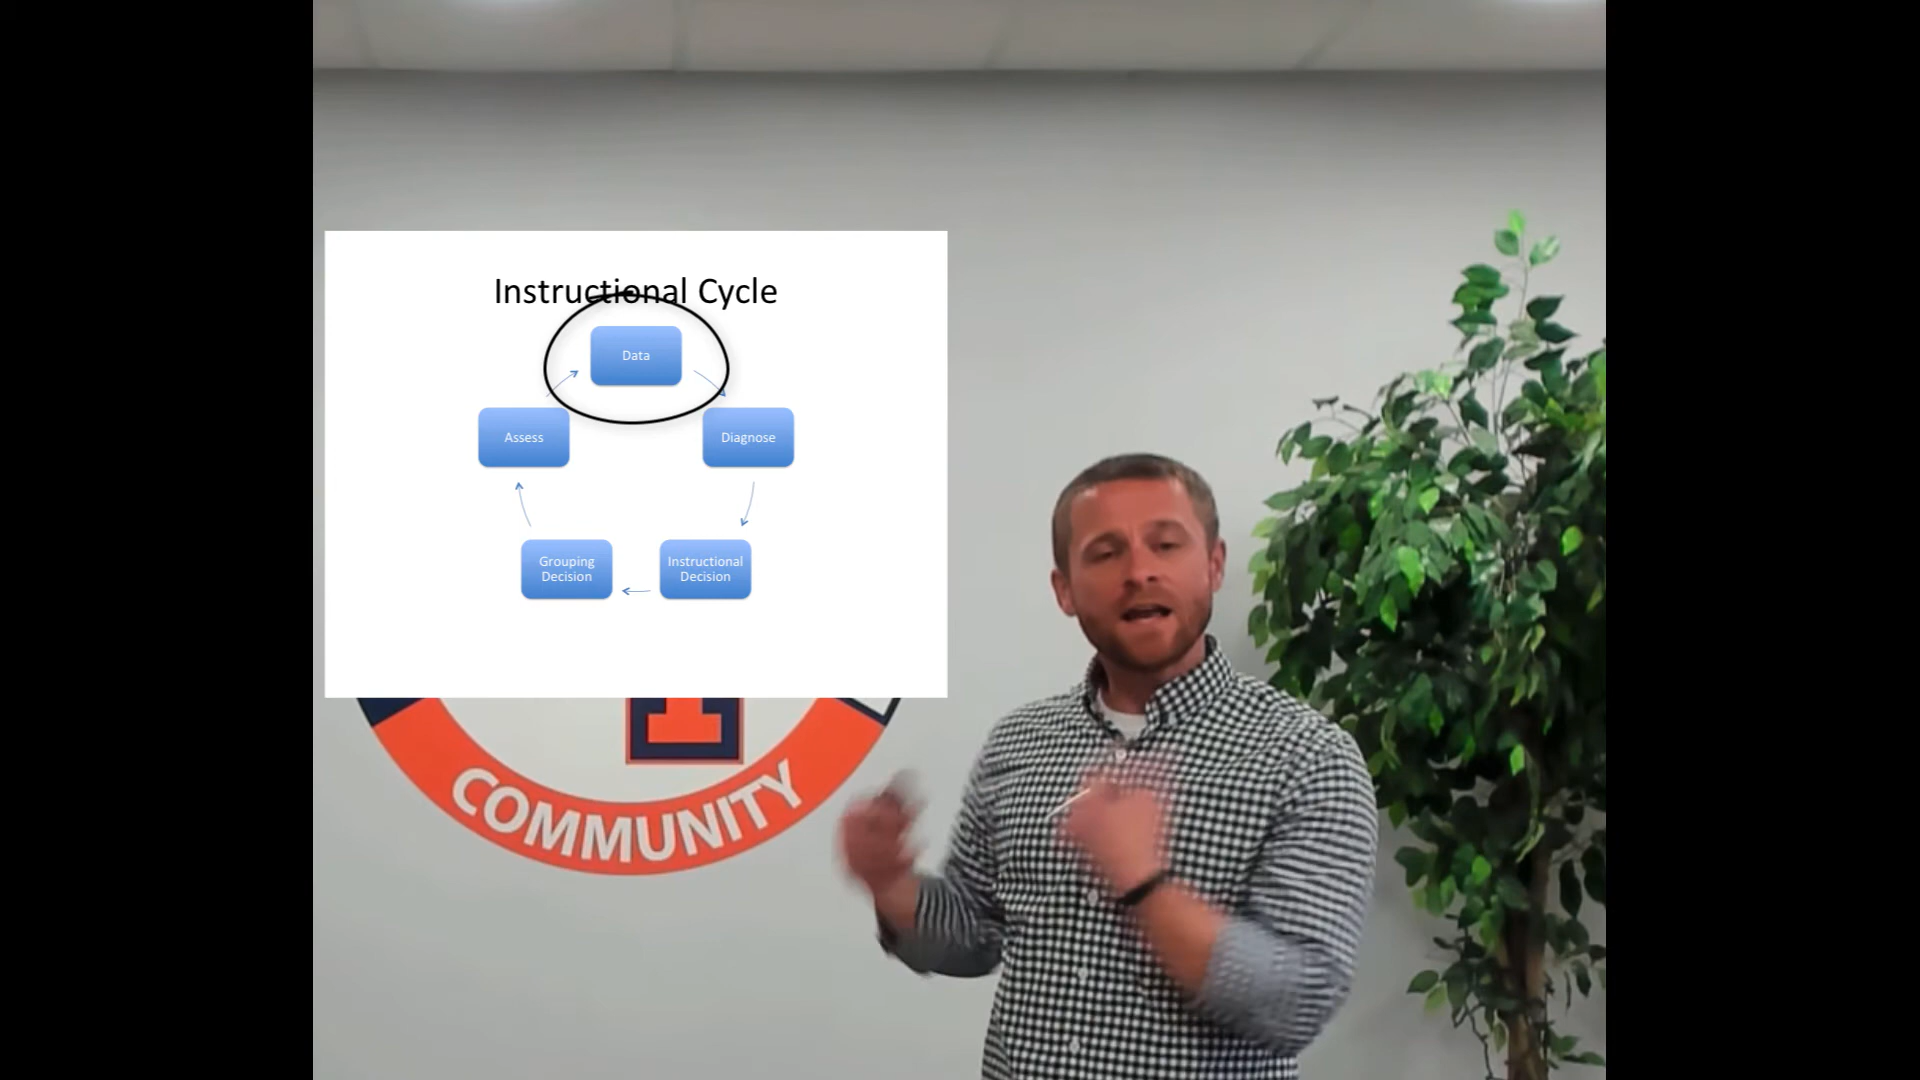 Instructional Cycle
Data
Assess
Diagnose
Grouping
Decision
Instructional
Decision
COMMUNITY